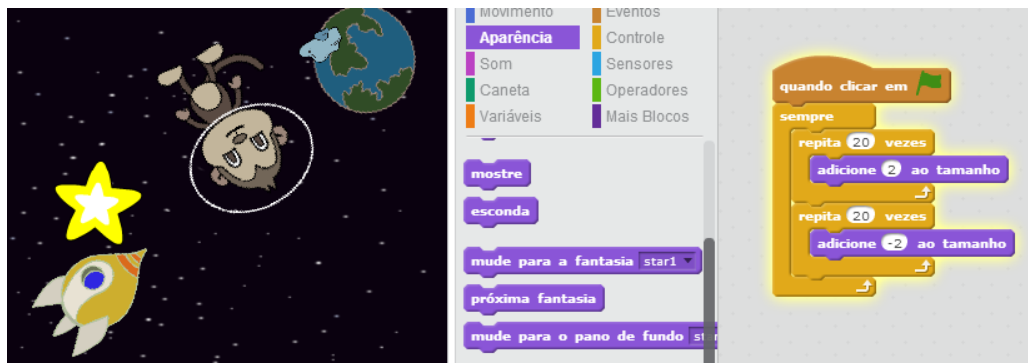 Movimento
Eventos
Aparência
Controle
Som
Sensores
Caneta
Operadores
Variáveis
Mais Blocos
mostre
esconda
mude para a fantasia star1
próxima fantasia
mude para o pano de fundo
quando clicar em
sempre
repita 20 vezes
adicione 2 ao tamanho
repita 20 vezes
adicione -2 ao tamanho